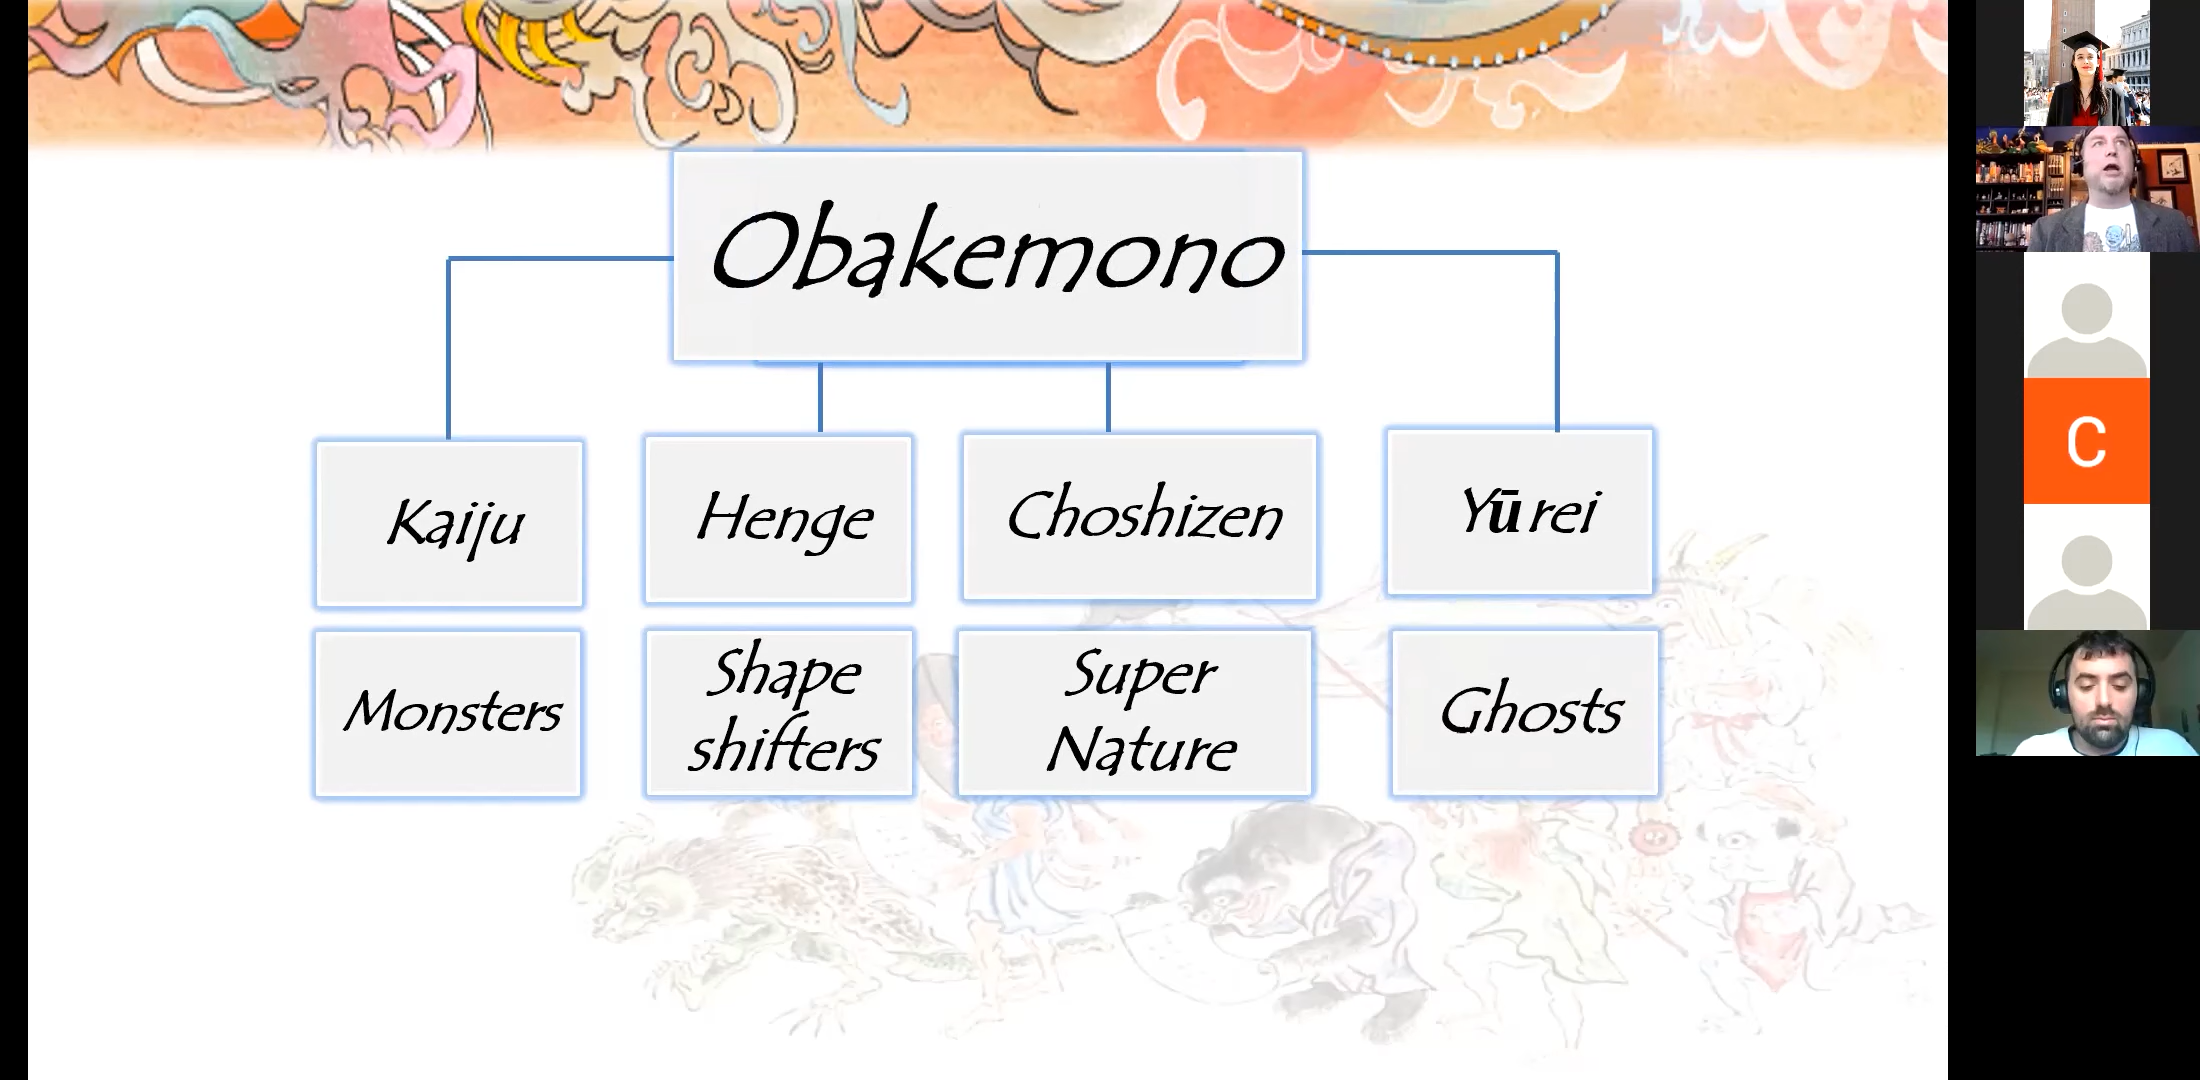 Obakemono
Kaiju
Henge
Choshizen
Yūrei
Monsters
Shape
shifters
Super
Nature
Ghosts
C